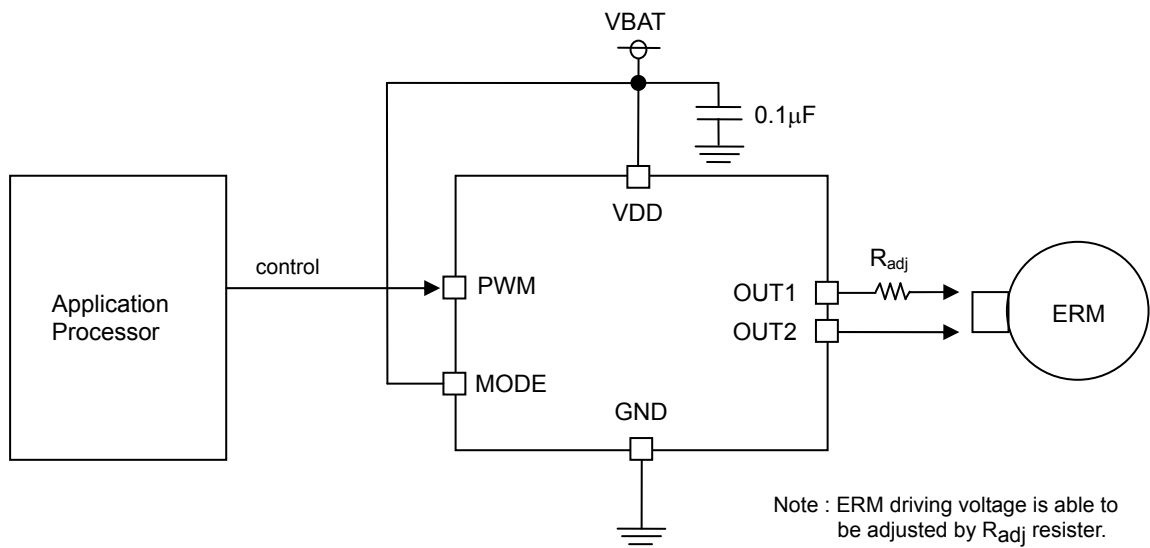 VBAT
0.1μF
VDD
control
PWM
Application
Processor
MODE
GND
OUT1
OUT2
Radj
ERM
Note : ERM driving voltage is able to
be adjusted by Radj resister.